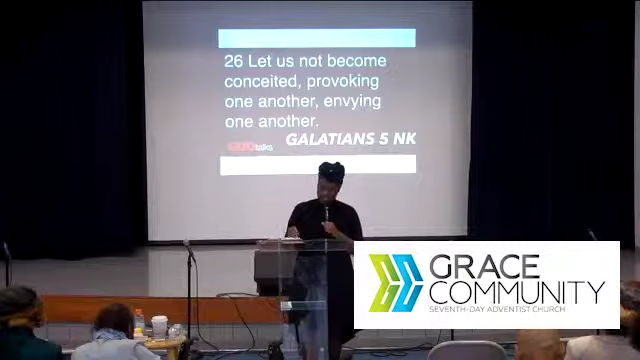 26 Let us not become
conceited, provoking
one another, envying
one another.
talks GALATIANS 5 NK
GRACE
COMMUNITY
SEVENTH-DAY ADVENTIST CHURCH